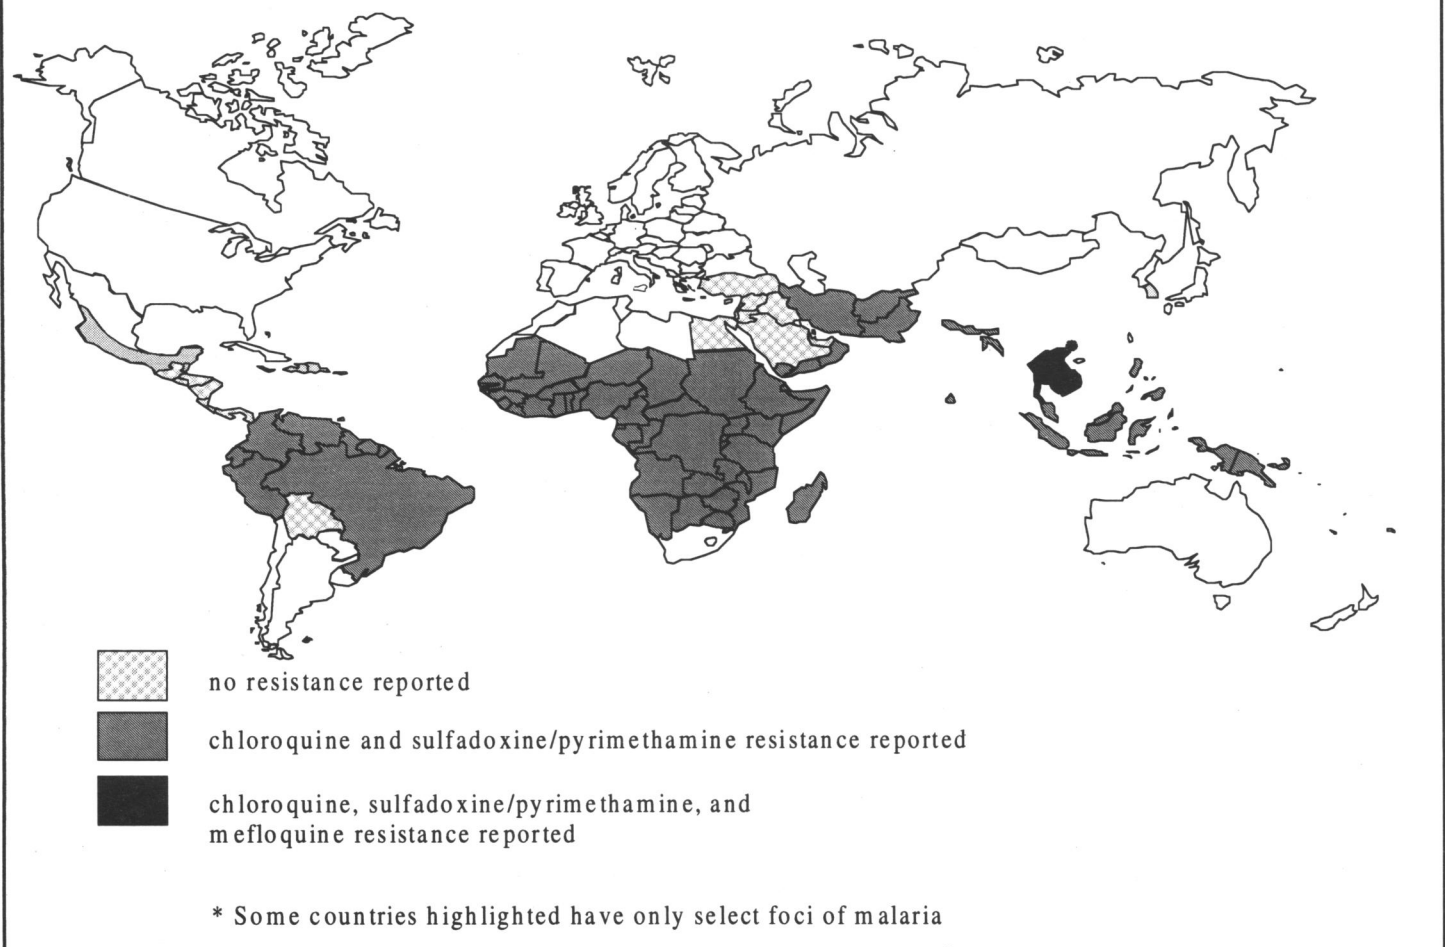 no resistance reported
chloroquine and sulfadoxine/pyrimethamine resistance reported
chloroquine, sulfadoxine/pyrimethamine, and
mefloquine resistance reported
* Some countries highlighted have only select foci of malaria